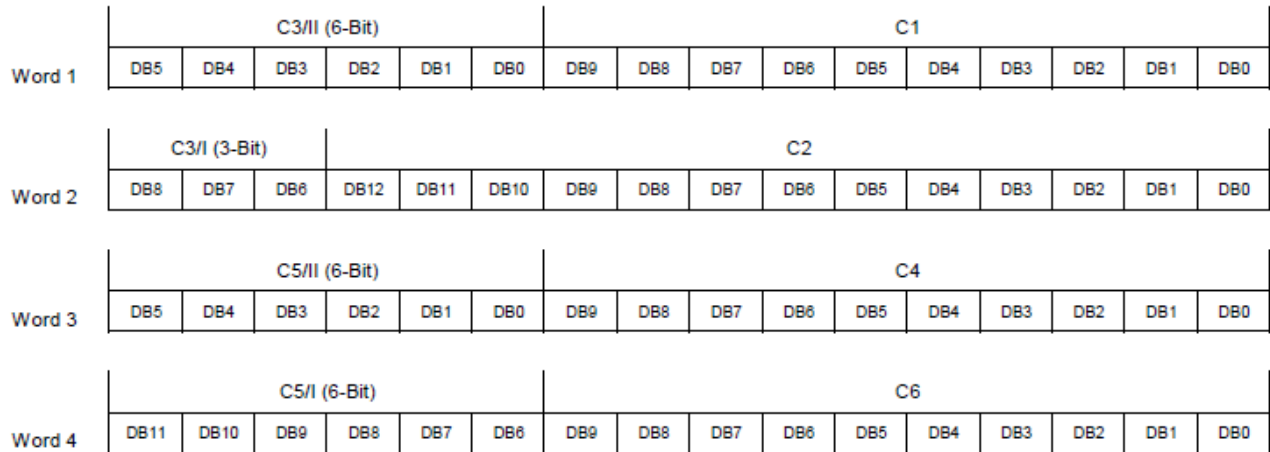 C3/II (6-Bit) C1
Word 1 DB5 DB4 DB3 DB2 DB1 DB0 DB9 DB8 DB7 DB6 DB5 DB4 DB3 DB2 DB1 DB0
C3/I (3-Bit) C2
Word 2 DB8 DB7 DB6 DB12 DB11 DB10 DB9 DB8 DB7 DB6 DB5 DB4 DB3 DB2 DB1 DB0
C5/II (6-Bit) C4
Word 3 DB5 DB4 DB3 DB2 DB1 DB0 DB9 DB8 DB7 DB6 DB5 DB4 DB3 DB2 DB1 DB0
C5/I (6-Bit) C6
Word 4 DB11 DB10 DB9 DB8 DB7 DB6 DB9 DB8 DB7 DB6 DB5 DB4 DB3 DB2 DB1 DB0